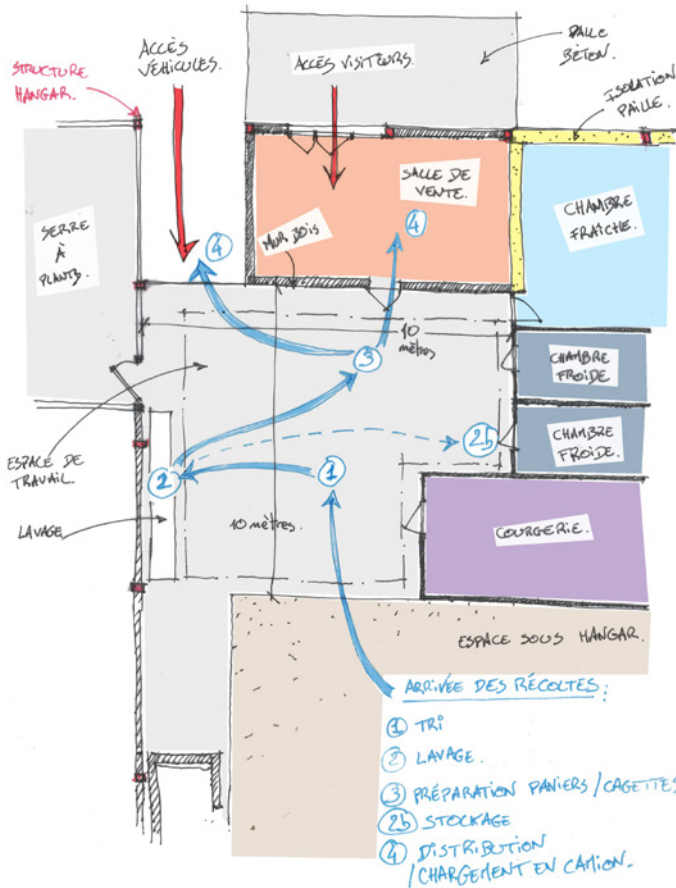 ACCÈS
VÉHICULES.
STRUCTURE
HANGAR.
ACCÈS VISITEURS.
DALLE
BÉTON.
ISOLATION
PAILLE.
SERRE
À
PLANTS.
SALLE DE
VENTE.
CHAMBRE
FRAÎCHE.
4
4
MUR BOIS
10
mètres
3
CHAMBRE
FROIDE
CHAMBRE
FROIDE.
2b
ESPACE DE
TRAVAIL.
2
1
LAVAGE
10 mètres.
COURGERIE.
ESPACE SOUS HANGAR.
ARRIVÉE DES RÉCOLTES :
1 TRI
2 LAVAGE.
3 PRÉPARATION PANIERS / CAGETTES
2b STOCKAGE
4 DISTRIBUTION
/CHARGEMENT EN CAMION.